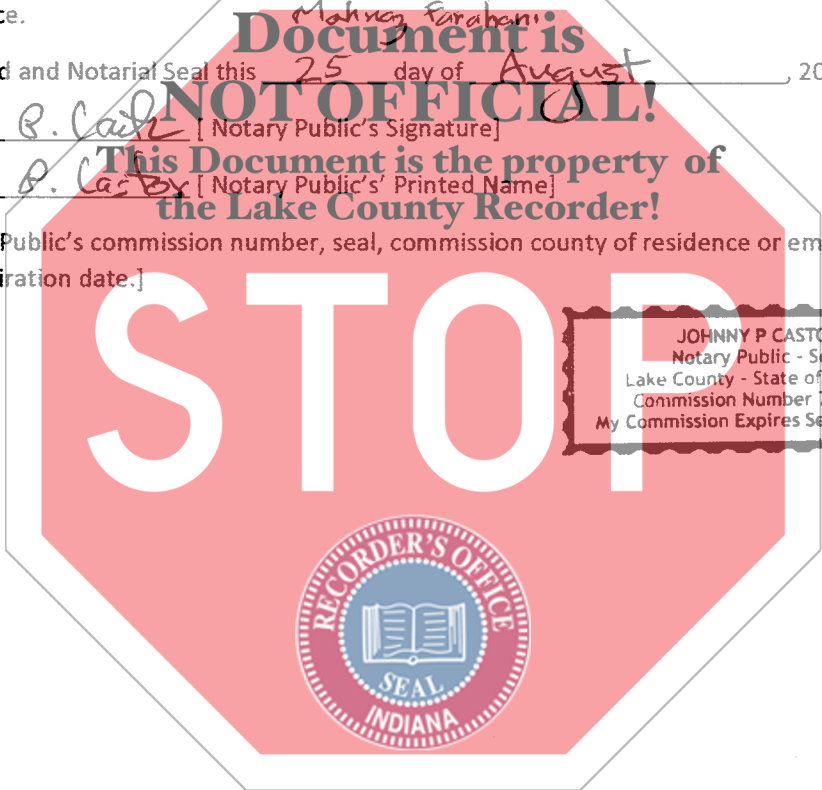 ce.
Mahnaz Farahani
Document is
d and Notarial Seal this 25 day of August, 20
NOT OFFICIAL!
[ Notary Public's Signature]
This Document is the property of
P. Castor [ Notary Public's' Printed Name]
the Lake County Recorder!
Public's commission number, seal, commission county of residence or em
iration date.]
STOP
JOHNNY P CASTO
Notary Public - Se
Lake County - State of
Commission Number 7
My Commission Expires Se
RECORDER'S OFFICE
SEAL
INDIANA